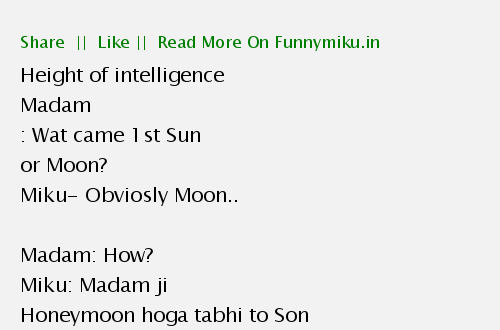 Share || Like || Read More On Funnymiku.in
Height of intelligence
Madam
: Wat came 1st Sun
or Moon?
Miku- Obviosly Moon..
Madam: How?
Miku: Madam ji
Honeymoon hoga tabhi to Son